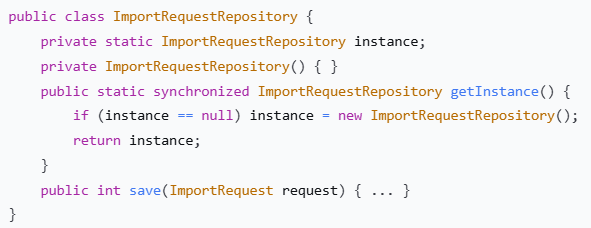 public class ImportRequestRepository {
    private static ImportRequestRepository instance;
    private ImportRequestRepository() { }
    public static synchronized ImportRequestRepository getInstance() {
        if (instance == null) instance = new ImportRequestRepository();
        return instance;
    }
    public int save(ImportRequest request) { ... }
}